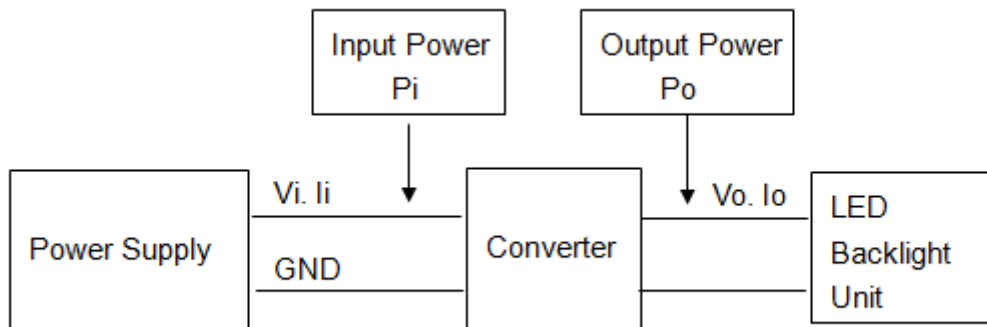 Input Power
Pi
Output Power
Po
Power Supply
Vi. Ii
GND
Converter
Vo. Io
LED
Backlight
Unit